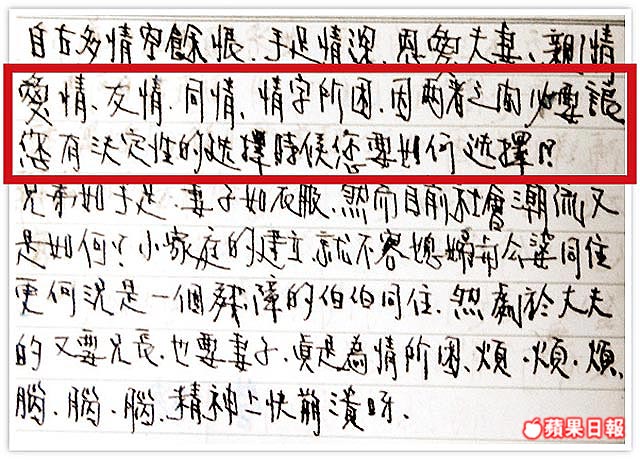 自古多情空餘恨、手足情深、恩愛夫妻、親情
愛情、友情、同情、情字所困、因兩者之間必要讓
您有決定性的选擇時候您要如何选擇!?
兄弟如手足、妻子如衣服、然而目前社會潮流又
是如何?小家庭的建立就不容媳婦和公婆同住
更何況是一個殘障的伯伯同住、然處於丈夫
的又要兄長、也要妻子、真是為情所困、煩、煩、煩、
腦、腦、腦、精神上快崩潰呀、
蘋果日報